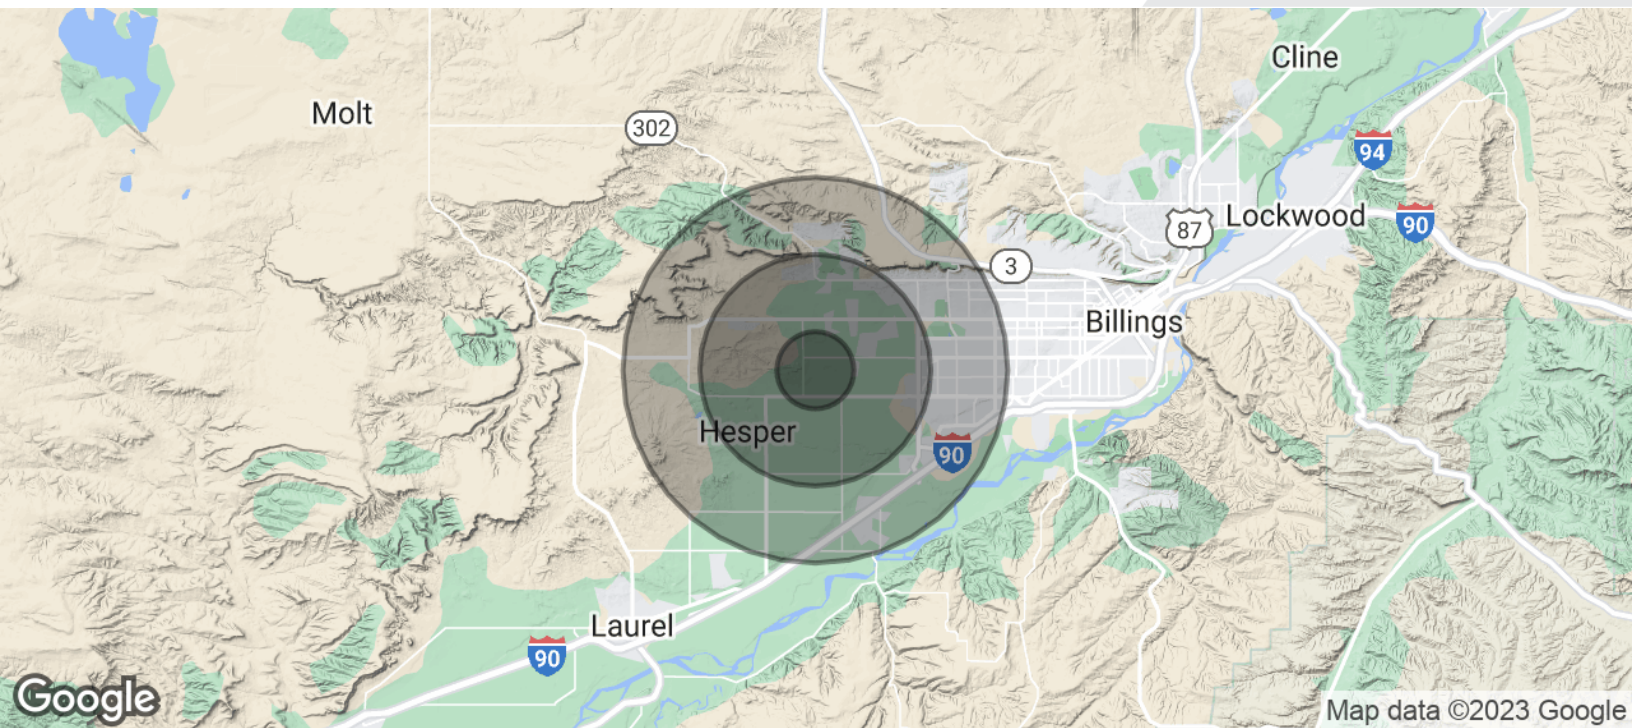 Cline
Molt
302
94
Lockwood
90
87
3
Billings
Hesper
90
Laurel
90
Google
Map data ©2023 Google